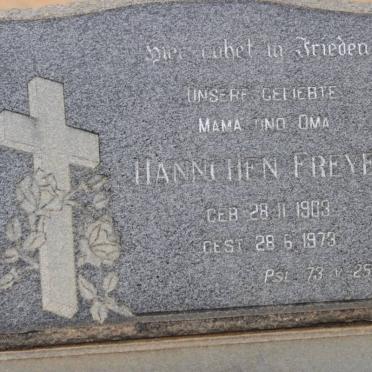 Hier ruhet in Frieden
UNSERE GELIEBTE
MAMA UND OMA
HANNCHEN FREYE
GEB 28.11.1903
GEST 28.6.1973
PSL. 73 V. 25